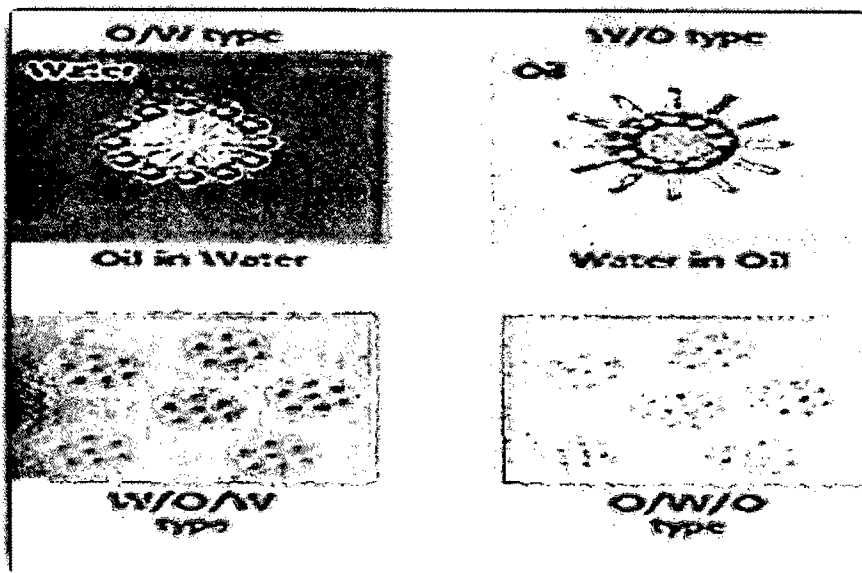 O/W type
W/O type
Water
Oil
Oil in Water
Water in Oil
W/O/W
type
O/W/O
type